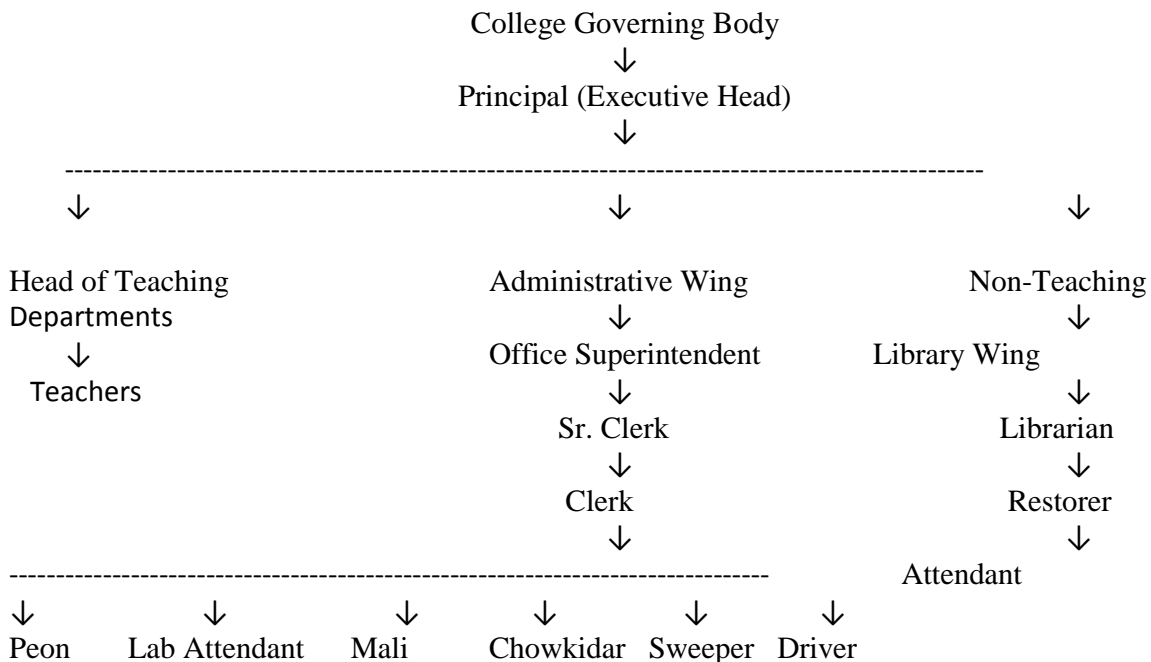 College Governing Body
↓
Principal (Executive Head)
↓
---------------------------------------------------------------------------------------------------
↓ ↓ ↓
Head of Teaching Administrative Wing Non-Teaching
Departments ↓ ↓
↓ Office Superintendent Library Wing
Teachers ↓ ↓
Sr. Clerk Librarian
↓ ↓
Clerk Restorer
↓ ↓
---------------------------------------------------------------------------------- Attendant
↓ ↓ ↓ ↓ ↓ ↓
Peon Lab Attendant Mali Chowkidar Sweeper Driver